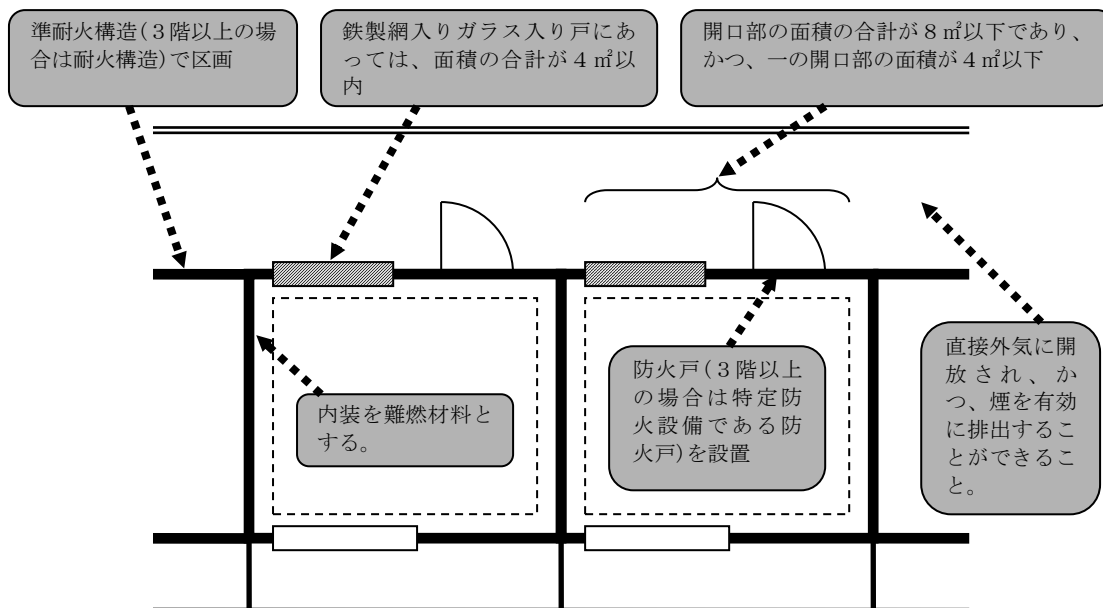 準耐火構造(３階以上の場
合は耐火構造)で区画
鉄製網入りガラス入り戸にあ
っては、面積の合計が４㎡以
内
開口部の面積の合計が８㎡以下であり、
かつ、一の開口部の面積が４㎡以下
内装を難燃材料と
する。
防火戸(３階以上
の場合は特定防
火設備である防
火戸)を設置
直接外気に開
放され、か
つ、煙を有効
に排出するこ
とができるこ
と。